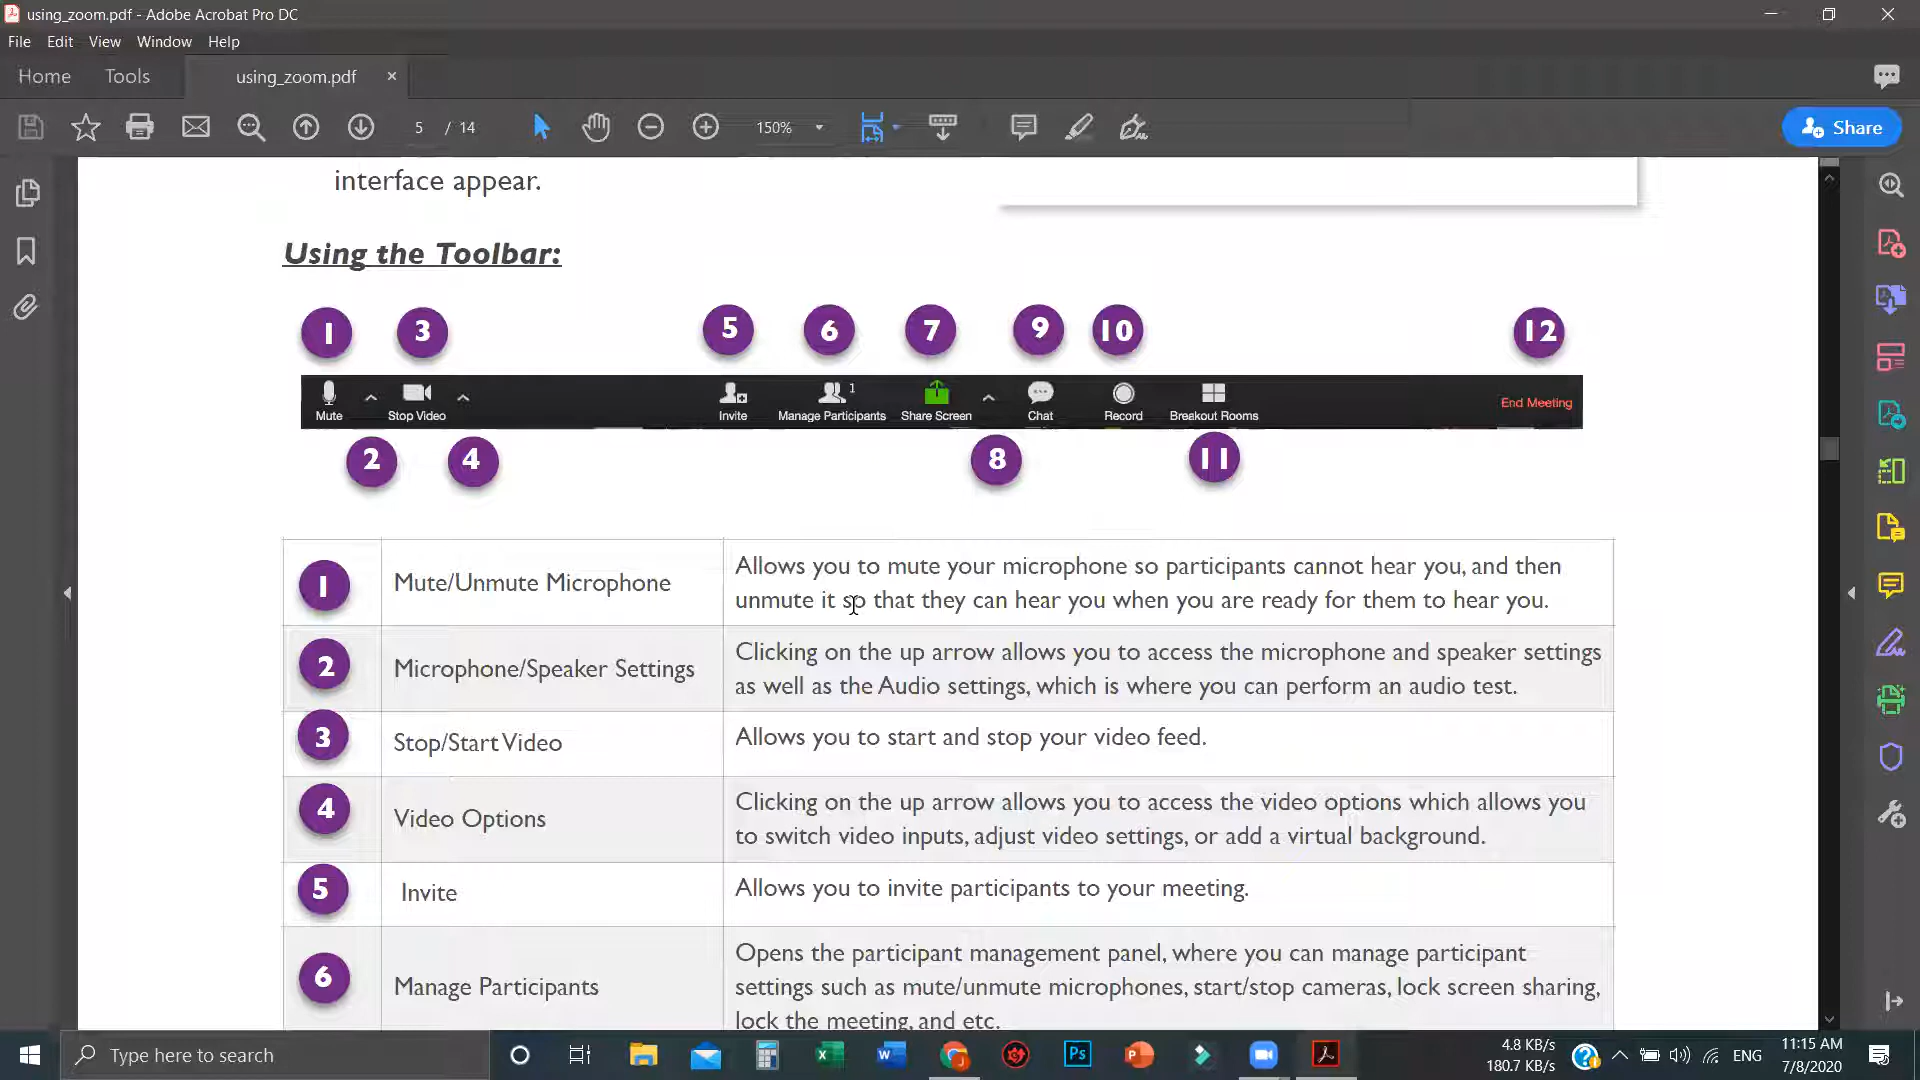 using_zoom.pdf - Adobe Acrobat Pro DC
File Edit View Window Help
Home Tools using_zoom.pdf ×
5 / 14 150% Share
interface appear.
Using the Toolbar:
1 3 5 6 7 9 10 12
Mute Stop Video Invite Manage Participants 1 Share Screen Chat Record Breakout Rooms End Meeting
2 4 8 11
1 Mute/Unmute Microphone
Allows you to mute your microphone so participants cannot hear you, and then
unmute it so that they can hear you when you are ready for them to hear you.
2 Microphone/Speaker Settings
Clicking on the up arrow allows you to access the microphone and speaker settings
as well as the Audio settings, which is where you can perform an audio test.
3 Stop/Start Video
Allows you to start and stop your video feed.
4 Video Options
Clicking on the up arrow allows you to access the video options which allows you
to switch video inputs, adjust video settings, or add a virtual background.
5 Invite
Allows you to invite participants to your meeting.
6 Manage Participants
Opens the participant management panel, where you can manage participant
settings such as mute/unmute microphones, start/stop cameras, lock screen sharing,
lock the meeting, and etc.
Type here to search
4.8 KB/s
180.7 KB/s
ENG
11:15 AM
7/8/2020